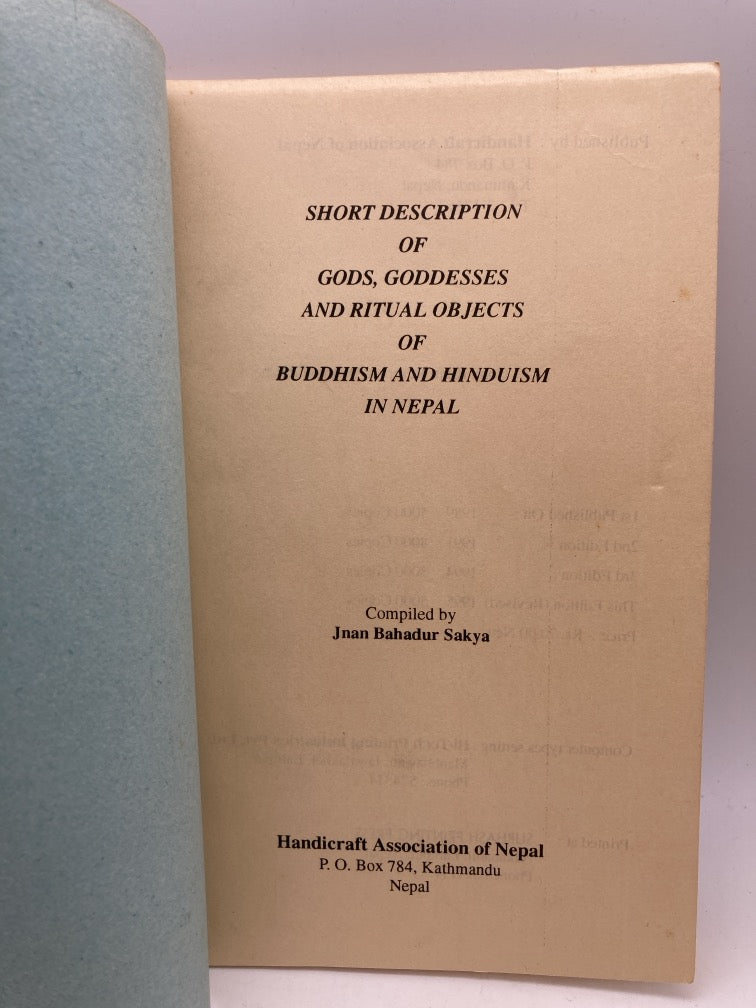 SHORT DESCRIPTION
OF
GODS, GODDESSES
AND RITUAL OBJECTS
OF
BUDDHISM AND HINDUISM
IN NEPAL
Compiled by
Jnan Bahadur Sakya
Handicraft Association of Nepal
P. O. Box 784, Kathmandu
Nepal